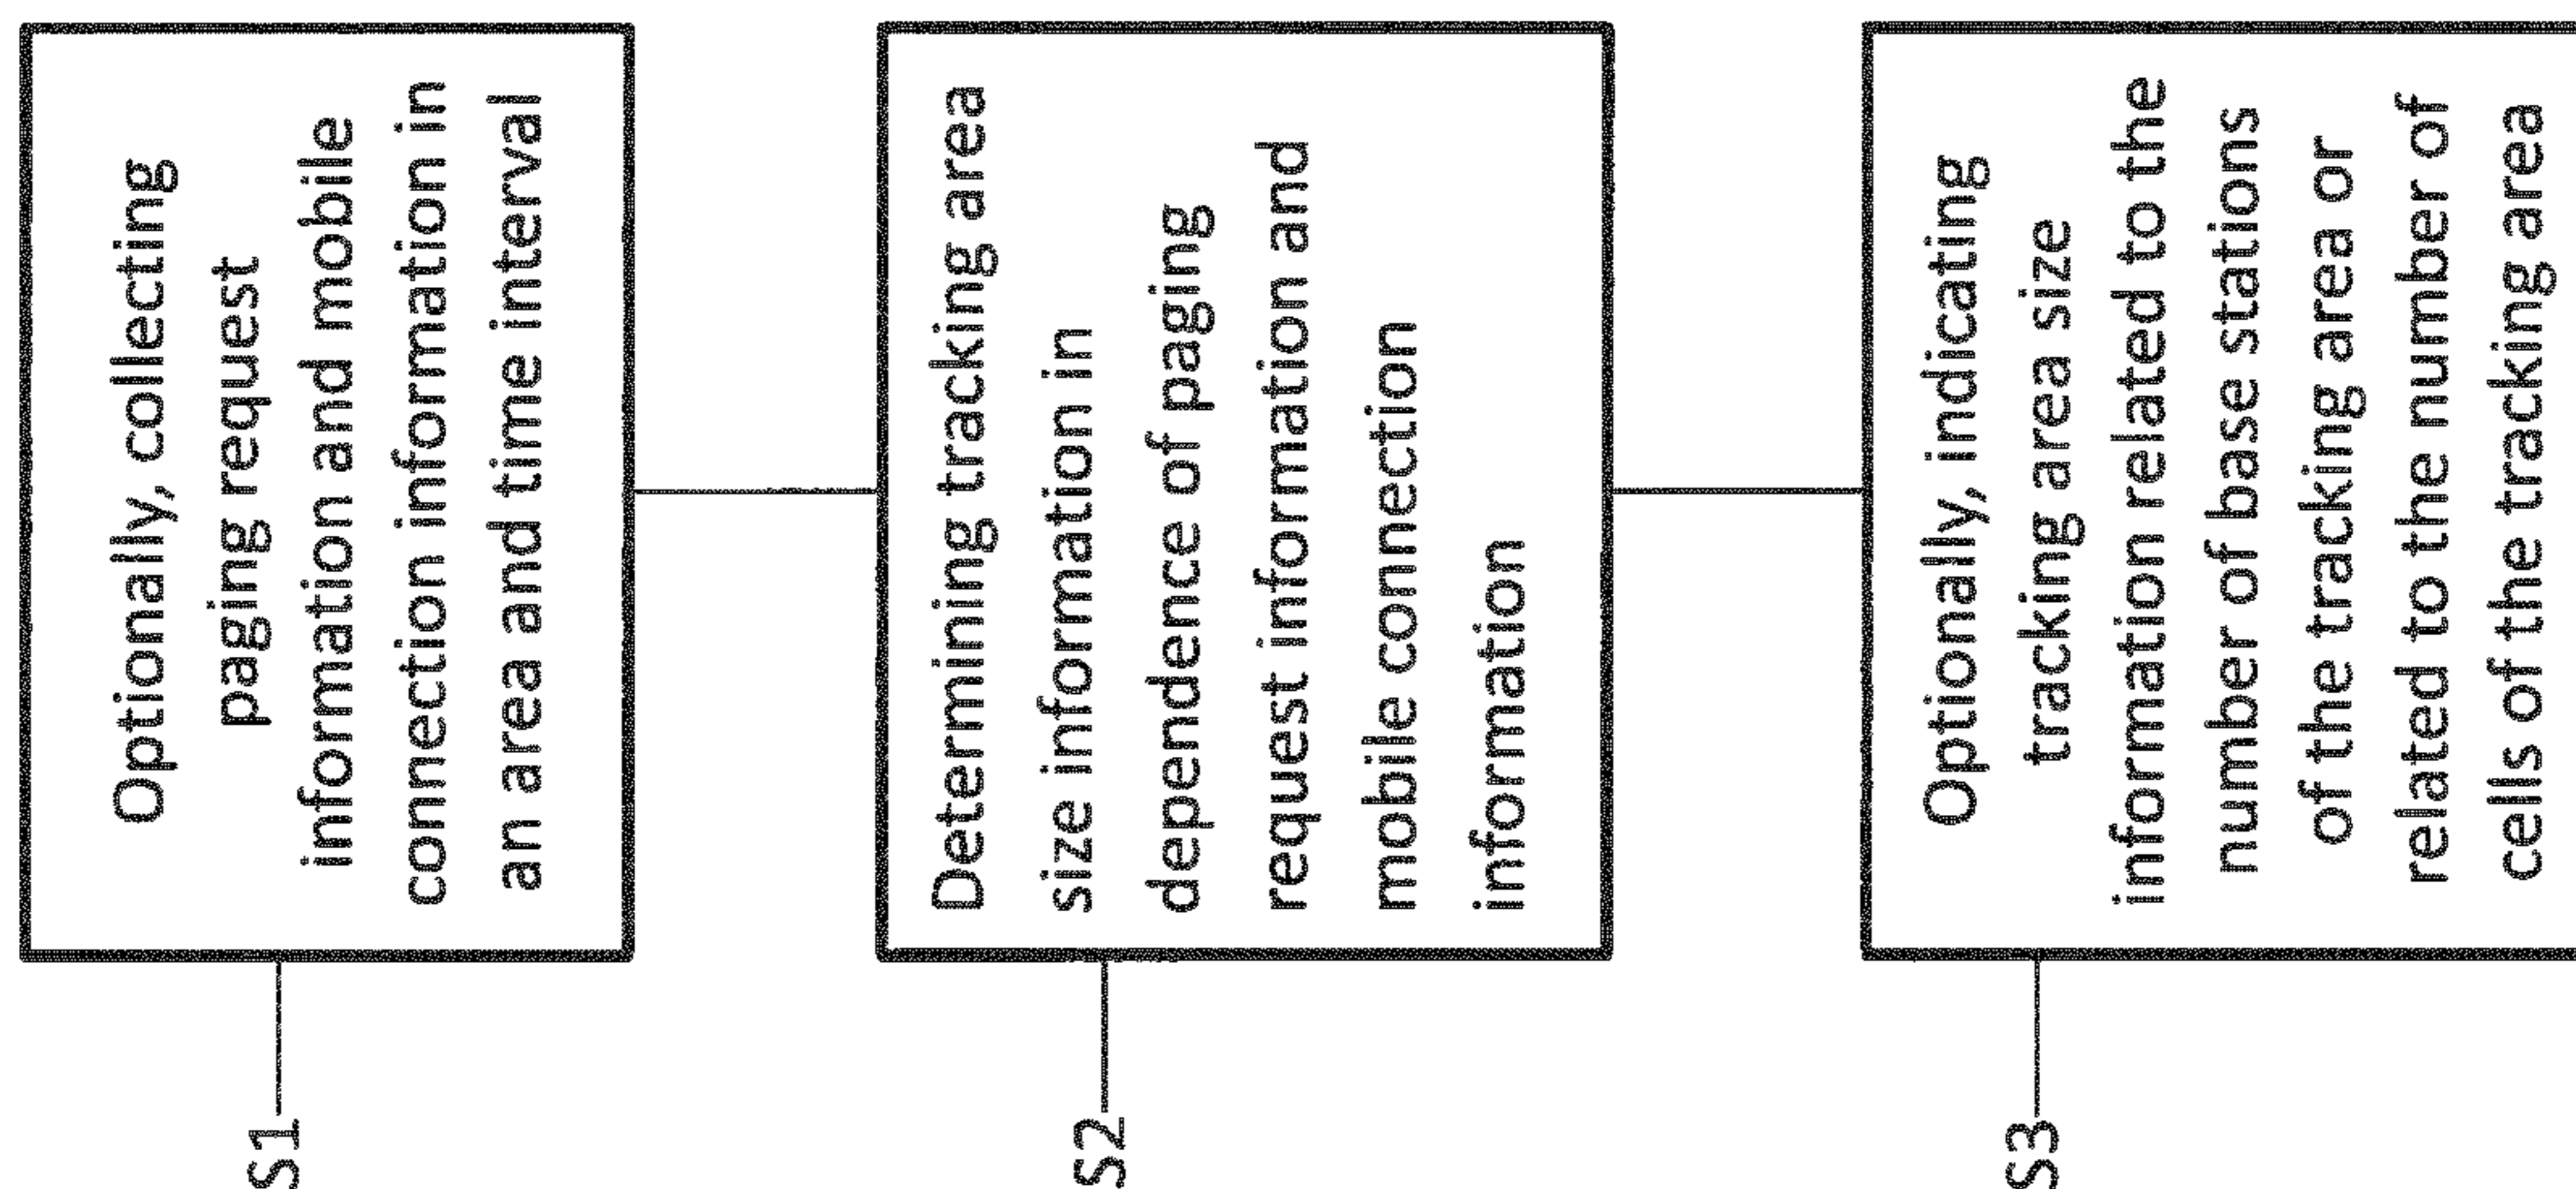 S1
Optionally, collecting
paging request
information and mobile
connection information in
an area and time interval
S2
Determining tracking area
size information in
dependence of paging
request information and
mobile connection
information
S3
Optionally, indicating
tracking area size
information related to the
number of base stations
of the tracking area or
related to the number of
cells of the tracking area